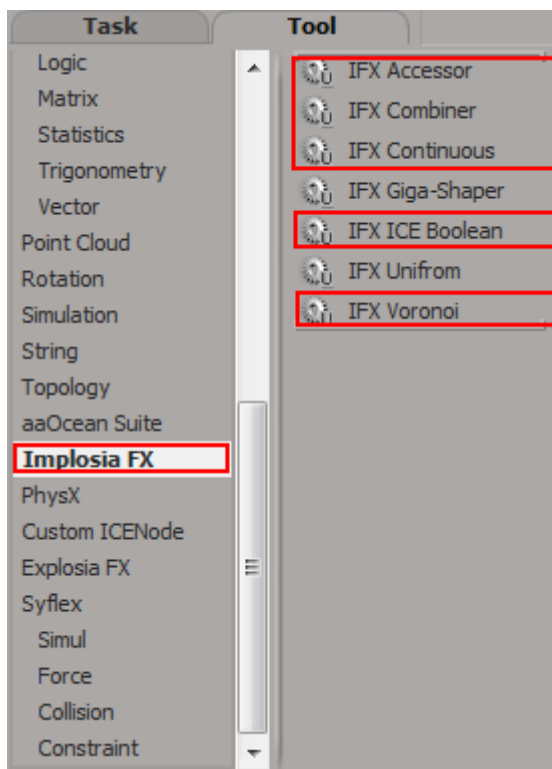 Task
Tool
Logic
Matrix
Statistics
Trigonometry
Vector
Point Cloud
Rotation
Simulation
String
Topology
aaOcean Suite
Implosia FX
PhysX
Custom ICENode
Explosia FX
Syflex
Simul
Force
Collision
Constraint
IFX Accessor
IFX Combiner
IFX Continuous
IFX Giga-Shaper
IFX ICE Boolean
IFX Unifrom
IFX Voronoi